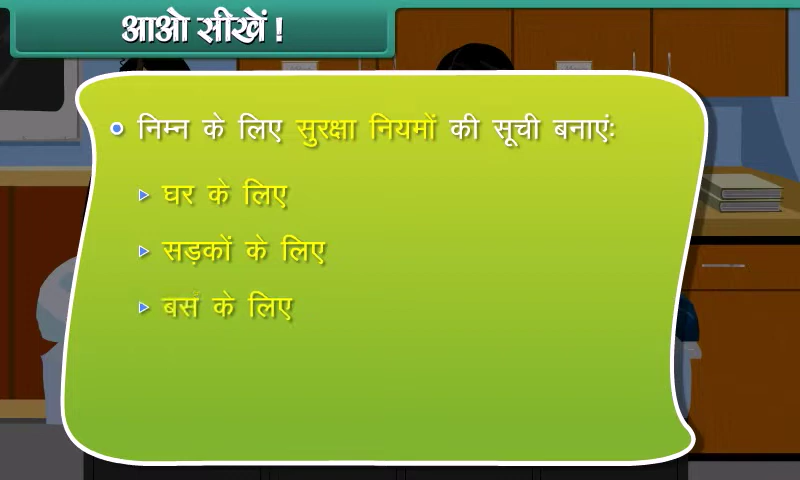 आओ सीखें !
निम्न के लिए सुरक्षा नियमों की सूची बनाएं:
घर के लिए
सड़कों के लिए
बस के लिए